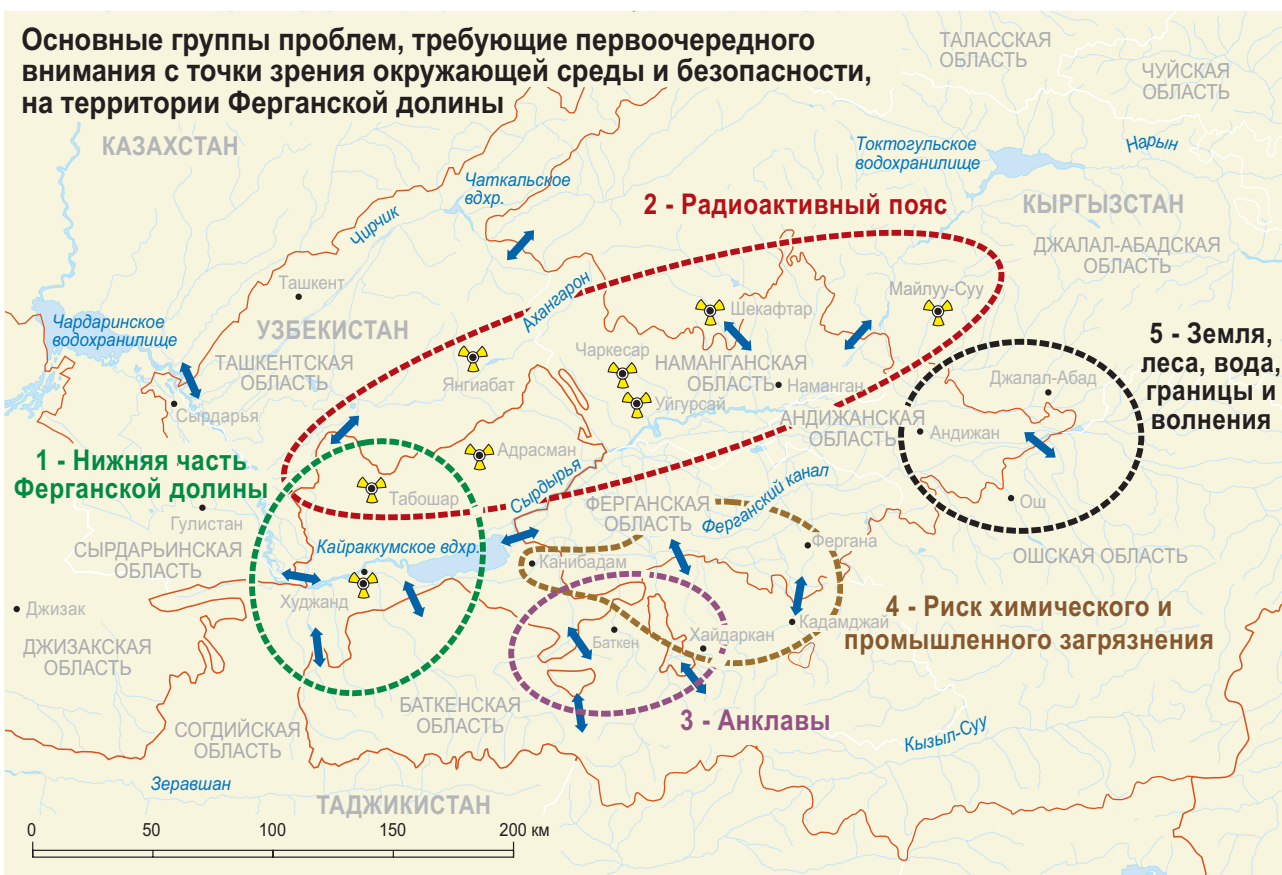 Основные группы проблем, требующие первоочередного
внимания с точки зрения окружающей среды и безопасности,
на территории Ферганской долины
ТАЛАССКАЯ
ОБЛАСТЬ
ЧУЙСКАЯ
ОБЛАСТЬ
КАЗАХСТАН
Токтогульское
водохранилище
Нарын
Чаткальское
вдхр.
Чирчик
2 - Радиоактивный пояс
КЫРГЫЗСТАН
ДЖАЛАЛ-АБАДСКАЯ
ОБЛАСТЬ
Ташкент
Ахангарон
Майлуу-Суу
Шекафтар
Чардаринское
водохранилище
УЗБЕКИСТАН
ТАШКЕНТСКАЯ
ОБЛАСТЬ
Янгиабат
Чаркесар
НАМАНГАНСКАЯ
ОБЛАСТЬ
Наманган
Уйгурсай
5 - Земля,
леса, вода,
границы и
волнения
Джалал-Абад
Сырдарья
АНДИЖАНСКАЯ
ОБЛАСТЬ
Андижан
1 - Нижняя часть
Ферганской долины
Адрасман
Табошар
Сырдырья
Ош
Гулистан
ФЕРГАНСКАЯ
ОБЛАСТЬ
Ферганский канал
СЫРДАРЬИНСКАЯ
ОБЛАСТЬ
Кайраккумское вдхр.
Фергана
ОШСКАЯ ОБЛАСТЬ
Канибадам
Худжанд
Джизак
4 - Риск химического и
промышленного загрязнения
Кадамджай
Баткен
Хайдаркан
ДЖИЗАКСКАЯ
ОБЛАСТЬ
БАТКЕНСКАЯ
ОБЛАСТЬ
3 - Анклавы
СОГДИЙСКАЯ
ОБЛАСТЬ
Кызыл-Суу
Зеравшан
ТАДЖИКИСТАН
0 50 100 150 200 км